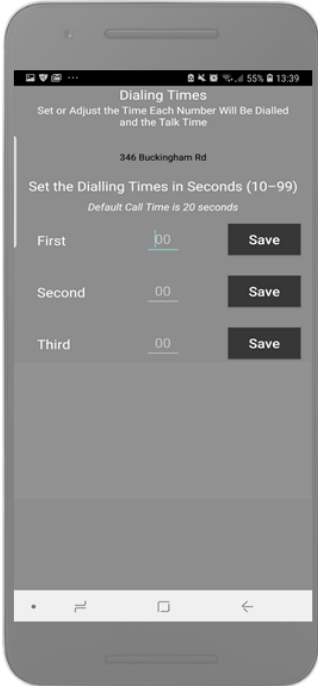 55% 13:39
Dialing Times
Set or Adjust the Time Each Number Will Be Dialled
and the Talk Time
346 Buckingham Rd
Set the Dialling Times in Seconds (10–99)
Default Call Time is 20 seconds
First 00 Save
Second 00 Save
Third 00 Save